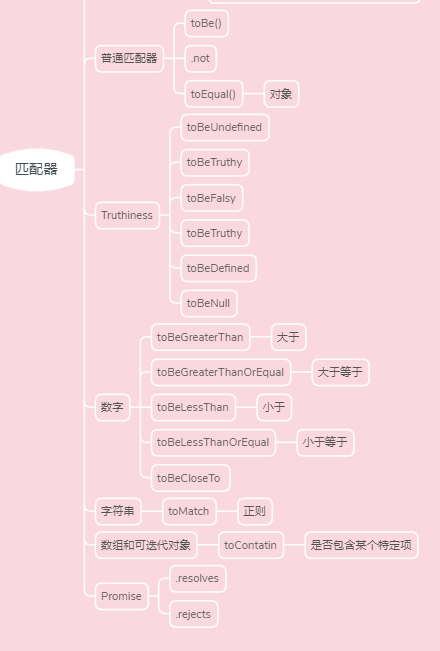 匹配器
普通匹配器
toBe()
.not
toEqual()
对象
Truthiness
toBeUndefined
toBeTruthy
toBeFalsy
toBeTruthy
toBeDefined
toBeNull
数字
toBeGreaterThan
大于
toBeGreaterThanOrEqual
大于等于
toBeLessThan
小于
toBeLessThanOrEqual
小于等于
toBeCloseTo
字符串
toMatch
正则
数组和可迭代对象
toContatin
是否包含某个特定项
Promise
.resolves
.rejects